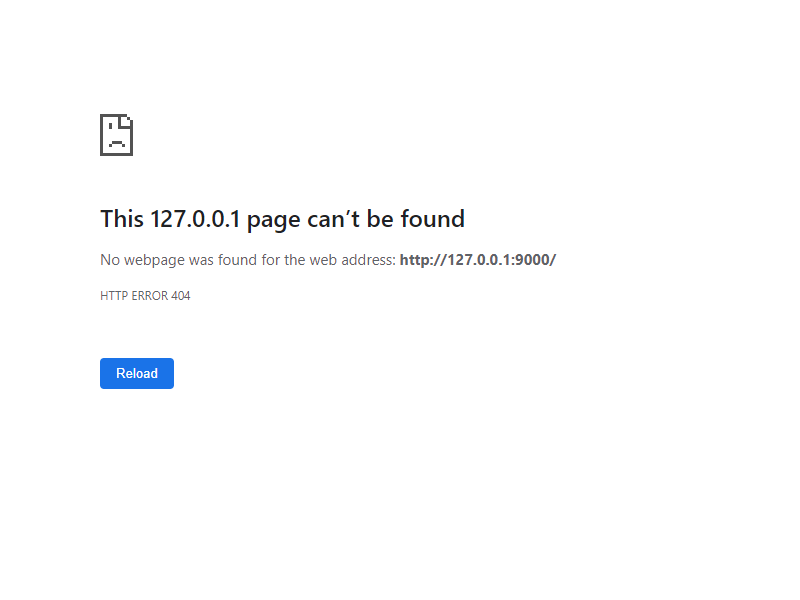 This 127.0.0.1 page can’t be found
No webpage was found for the web address: http://127.0.0.1:9000/
HTTP ERROR 404
Reload